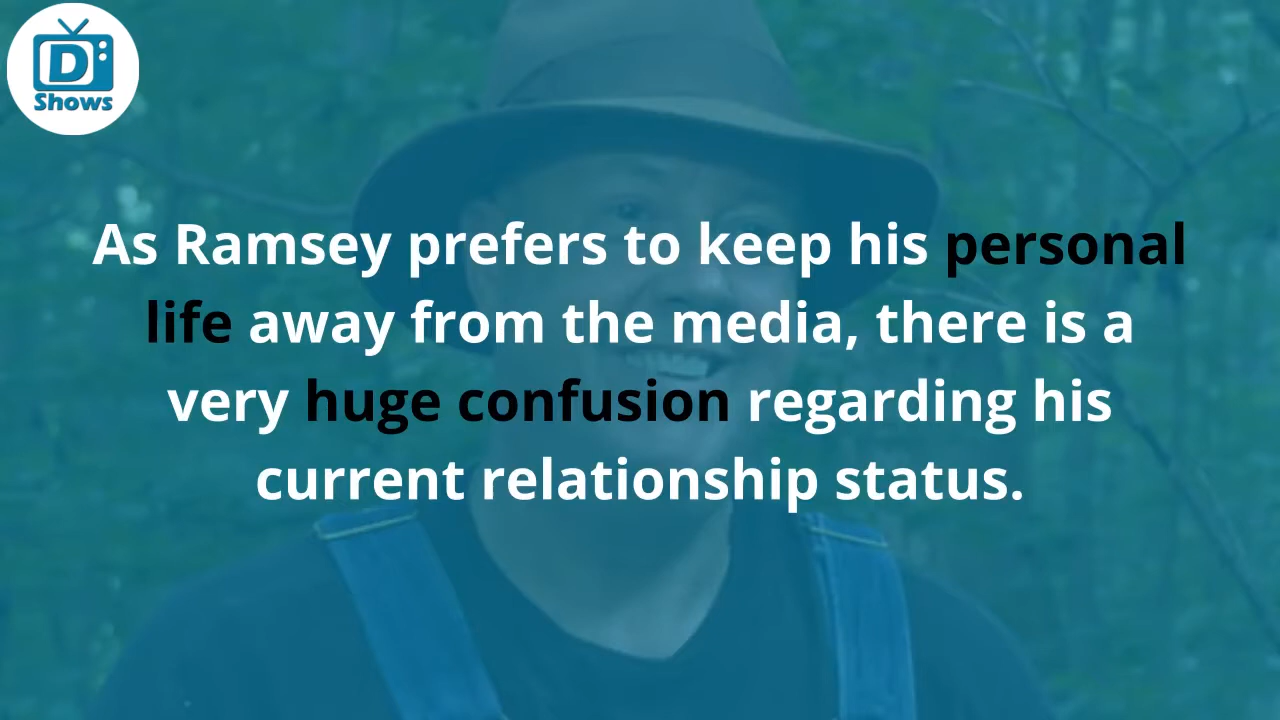 D
Shows
As Ramsey prefers to keep his personal
life away from the media, there is a
very huge confusion regarding his
current relationship status.